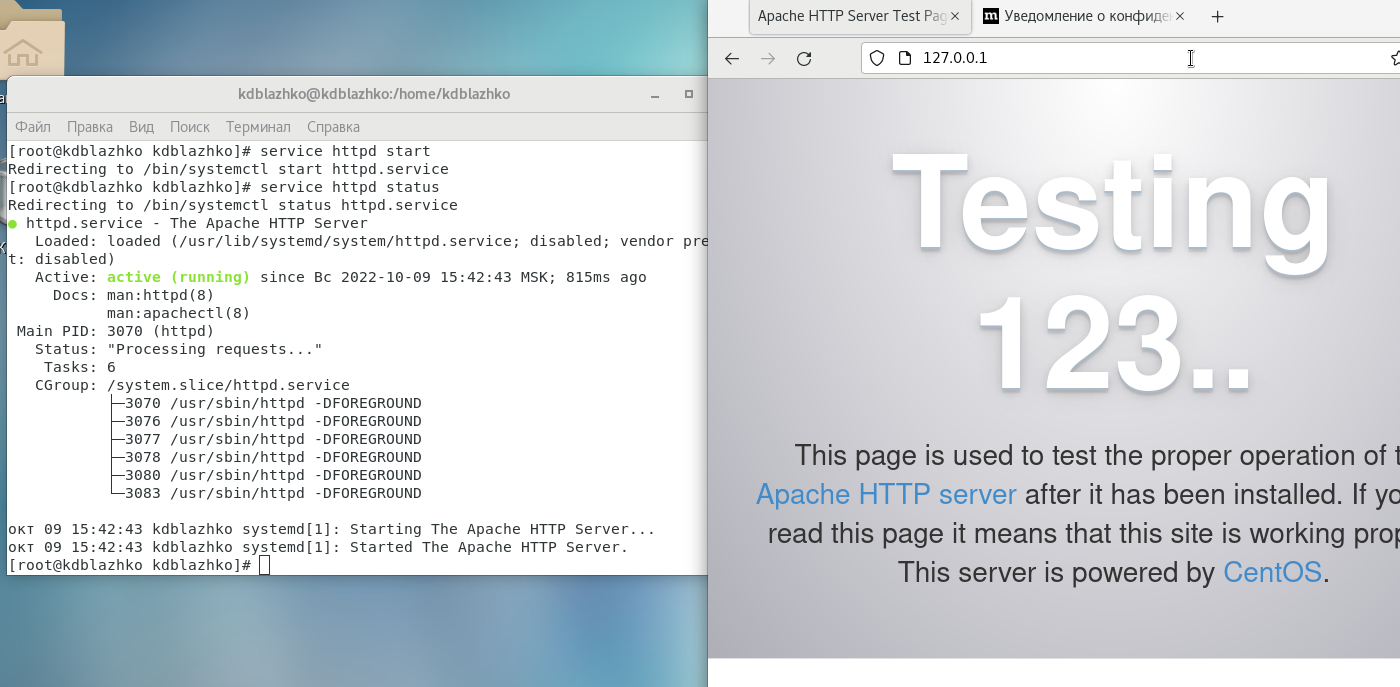 kdblazhko@kdblazhko:/home/kdblazhko
Файл Правка Вид Поиск Терминал Справка
[root@kdblazhko kdblazhko]# service httpd start
Redirecting to /bin/systemctl start httpd.service
[root@kdblazhko kdblazhko]# service httpd status
Redirecting to /bin/systemctl status httpd.service
● httpd.service - The Apache HTTP Server
Loaded: loaded (/usr/lib/systemd/system/httpd.service; disabled; vendor pre
t: disabled)
Active: active (running) since Вс 2022-10-09 15:42:43 MSK; 815ms ago
Docs: man:httpd(8)
man:apachectl(8)
Main PID: 3070 (httpd)
Status: "Processing requests..."
Tasks: 6
CGroup: /system.slice/httpd.service
├─3070 /usr/sbin/httpd -DFOREGROUND
├─3076 /usr/sbin/httpd -DFOREGROUND
├─3077 /usr/sbin/httpd -DFOREGROUND
├─3078 /usr/sbin/httpd -DFOREGROUND
├─3080 /usr/sbin/httpd -DFOREGROUND
└─3083 /usr/sbin/httpd -DFOREGROUND
окт 09 15:42:43 kdblazhko systemd[1]: Starting The Apache HTTP Server...
окт 09 15:42:43 kdblazhko systemd[1]: Started The Apache HTTP Server.
[root@kdblazhko kdblazhko]#
Apache HTTP Server Test Pag
m Уведомление о конфиде
127.0.0.1
Testing
123..
This page is used to test the proper operation of t
Apache HTTP server after it has been installed. If yo
read this page it means that this site is working prop
This server is powered by CentOS.